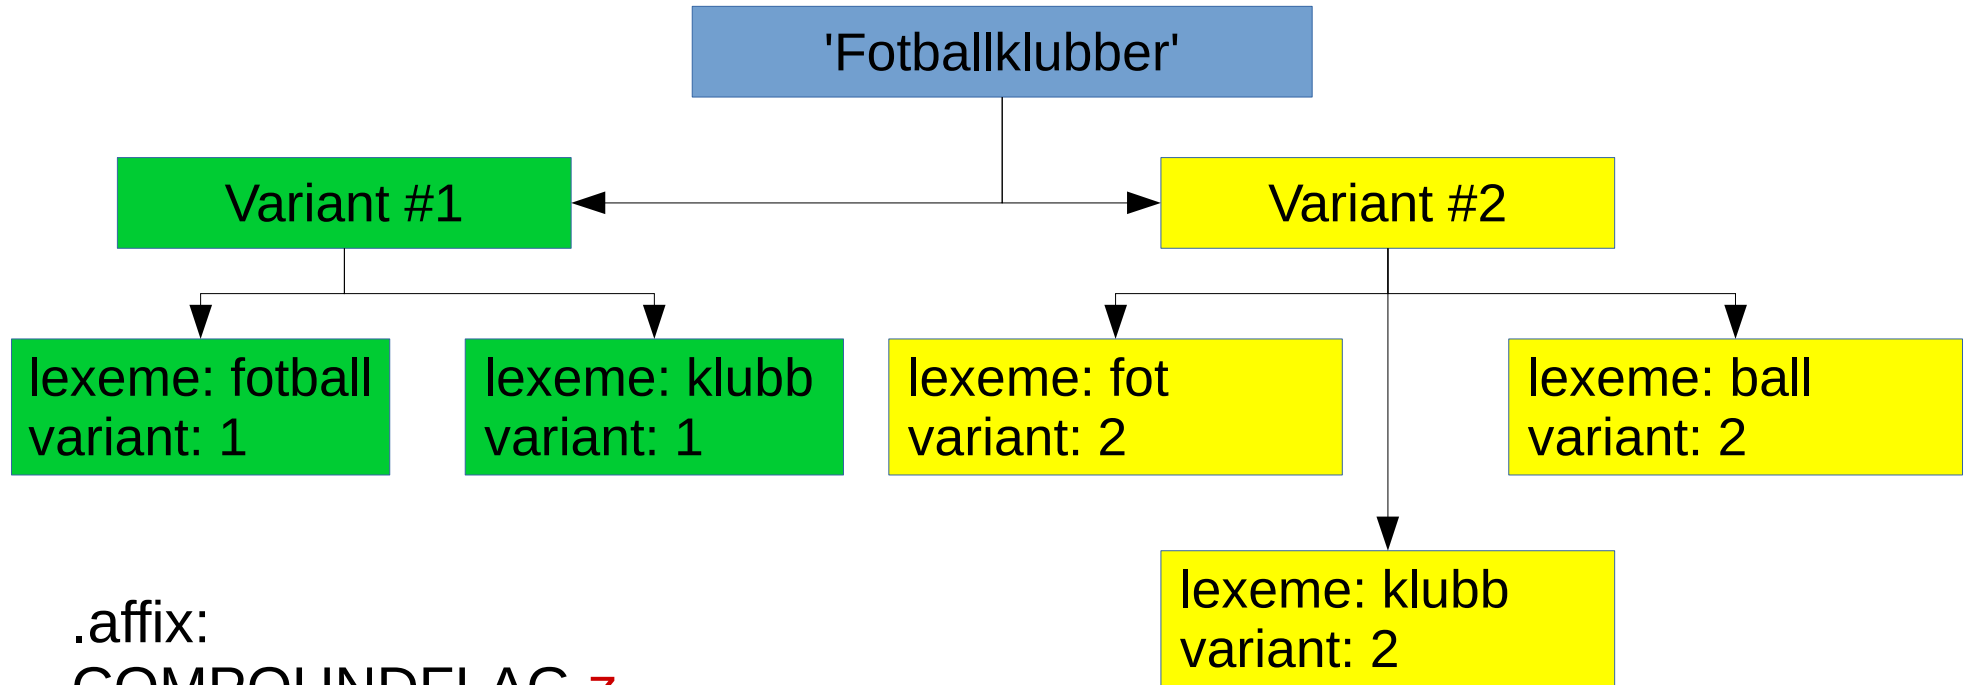 'Fotballklubber'
Variant #1
Variant #2
lexeme: fotball
variant: 1
lexeme: klubb
variant: 1
lexeme: fot
variant: 2
lexeme: ball
variant: 2
lexeme: klubb
variant: 2
.affix:
COMPOUNDFLAG z